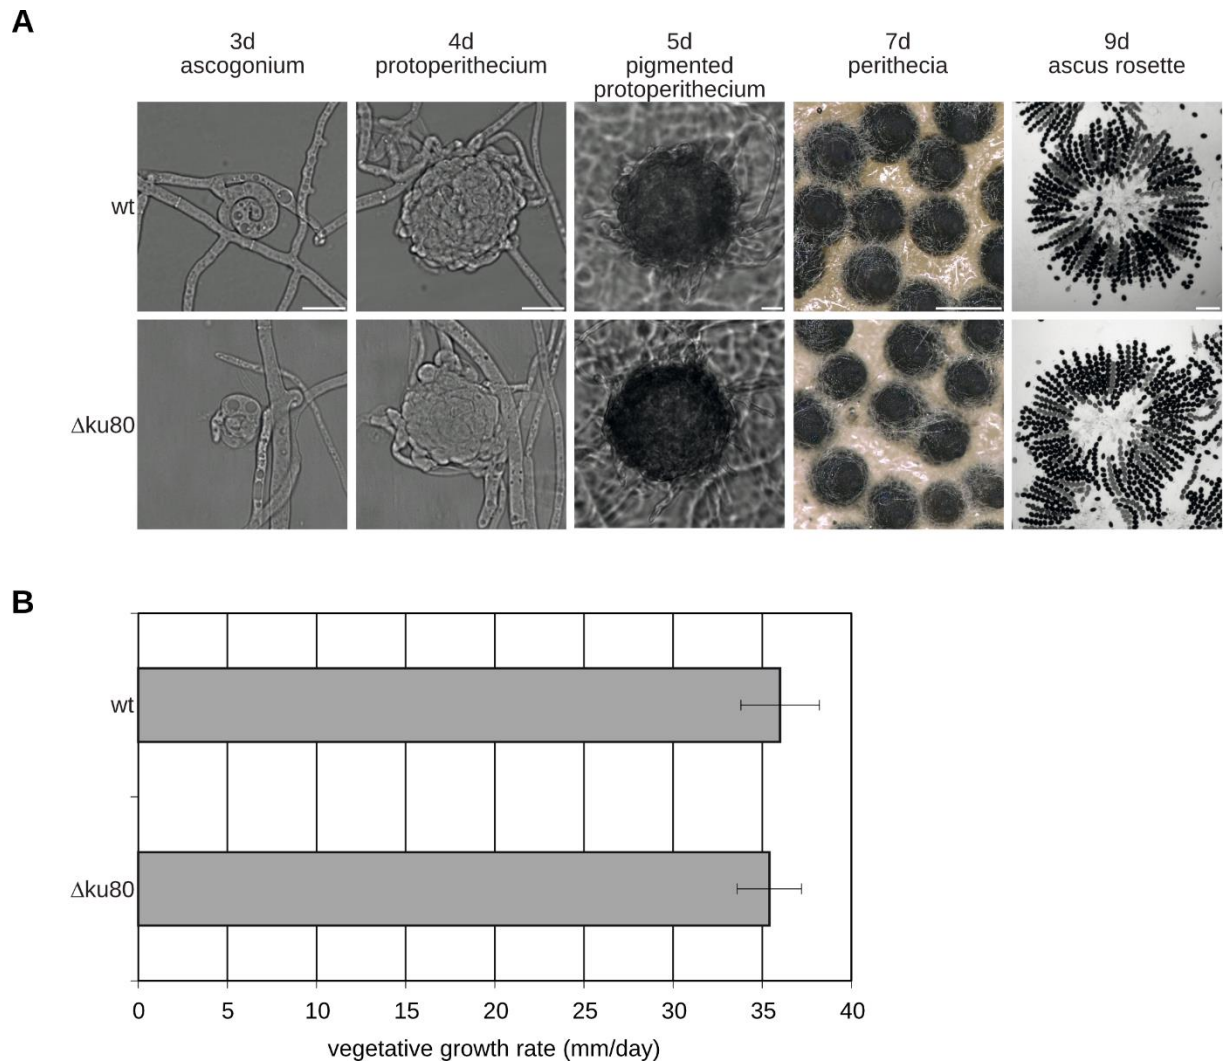 A
3d
ascogonium
4d
protoperithecium
5d
pigmented
protoperithecium
7d
perithecia
9d
ascus rosette
wt
Δku80
B
wt
Δku80
0 5 10 15 20 25 30 35 40
vegetative growth rate (mm/day)